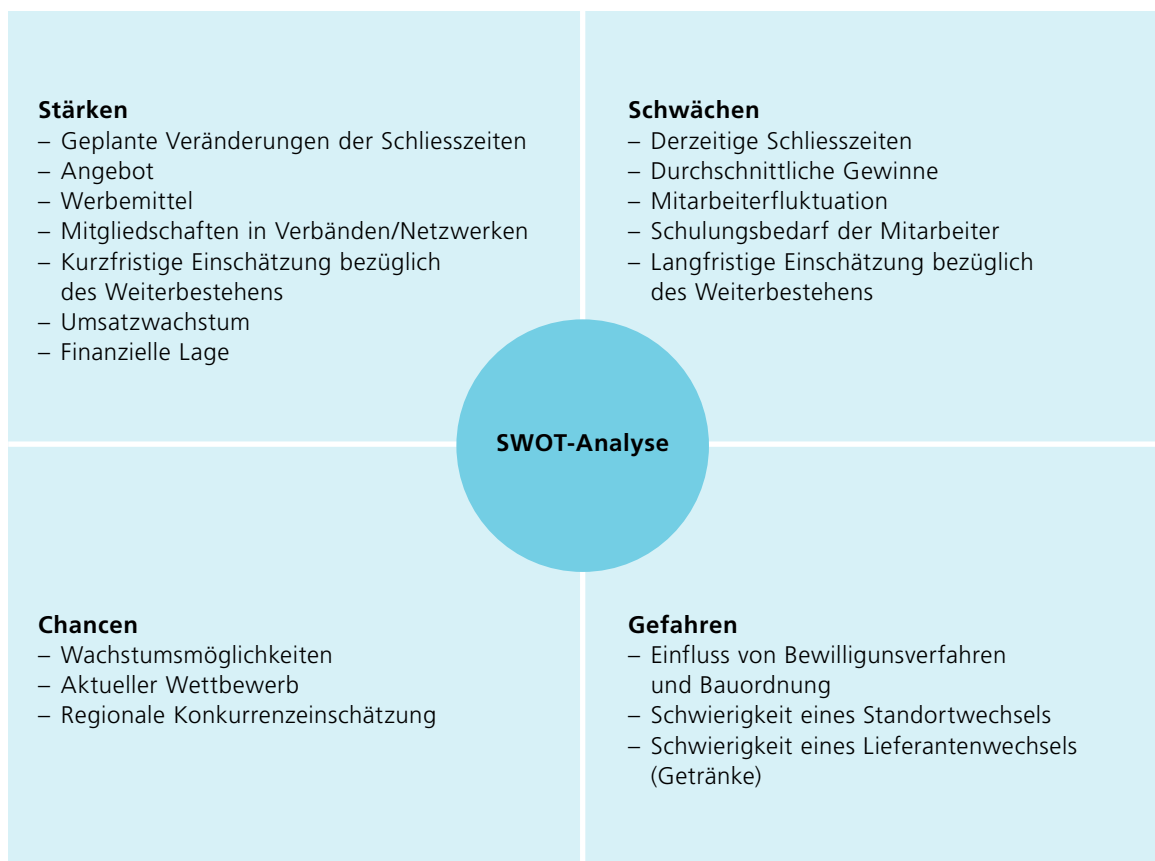 Stärken
– Geplante Veränderungen der Schliesszeiten
– Angebot
– Werbemittel
– Mitgliedschaften in Verbänden/Netzwerken
– Kurzfristige Einschätzung bezüglich
des Weiterbestehens
– Umsatzwachstum
– Finanzielle Lage
Schwächen
– Derzeitige Schliesszeiten
– Durchschnittliche Gewinne
– Mitarbeiterfluktuation
– Schulungsbedarf der Mitarbeiter
– Langfristige Einschätzung bezüglich
des Weiterbestehens
SWOT-Analyse
Chancen
– Wachstumsmöglichkeiten
– Aktueller Wettbewerb
– Regionale Konkurrenzeinschätzung
Gefahren
– Einfluss von Bewilligunsverfahren
und Bauordnung
– Schwierigkeit eines Standortwechsels
– Schwierigkeit eines Lieferantenwechsels
(Getränke)